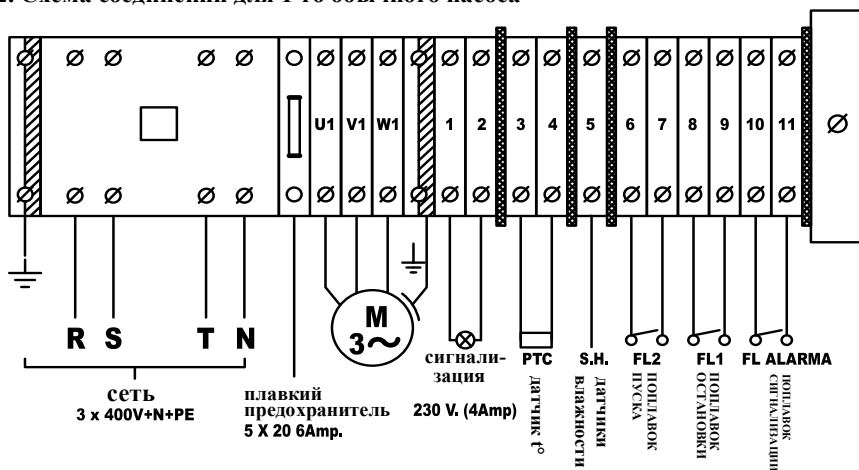 2. Схема соединений для 1-го обычного насоса
U1 V1 W1 1 2 3 4 5 6 7 8 9 10 11
R S T N
M
3~
сеть
3 x 400V+N+PE
плавкий
предохранитель
5 X 20 6Amp.
сигнали-
зация
230 V. (4Amp)
PTC
датчик t°
S.H.
датчики
влажности
FL2
ПОПЛАВОК
ПУСКА
FL1
ПОПЛАВОК
ОСТАНОВКИ
FL ALARMA
ПОПЛАВОК
СИГНАЛИЗАЦИИ